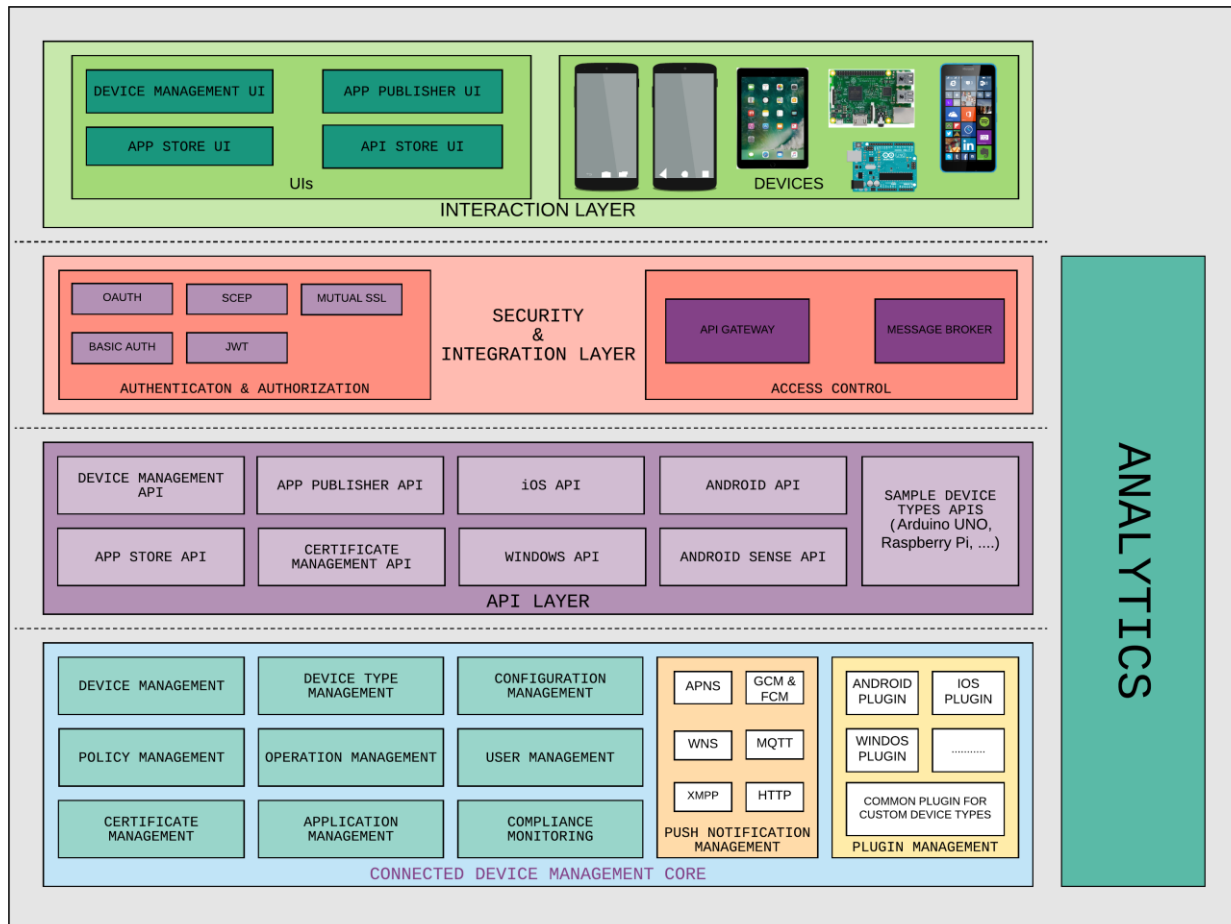 DEVICE MANAGEMENT UI
APP PUBLISHER UI
APP STORE UI
API STORE UI
UIs
DEVICES
INTERACTION LAYER
OAUTH
SCEP
MUTUAL SSL
BASIC AUTH
JWT
AUTHENTICATON & AUTHORIZATION
SECURITY
&
INTEGRATION LAYER
API GATEWAY
MESSAGE BROKER
ACCESS CONTROL
DEVICE MANAGEMENT
API
APP PUBLISHER API
iOS API
ANDROID API
SAMPLE DEVICE
TYPES APIS
(Arduino UNO,
Raspberry Pi, ....)
APP STORE API
CERTIFICATE
MANAGEMENT API
WINDOWS API
ANDROID SENSE API
API LAYER
DEVICE MANAGEMENT
DEVICE TYPE
MANAGEMENT
CONFIGURATION
MANAGEMENT
POLICY MANAGEMENT
OPERATION MANAGEMENT
USER MANAGEMENT
CERTIFICATE
MANAGEMENT
APPLICATION
MANAGEMENT
COMPLIANCE
MONITORING
APNS
GCM &
FCM
WNS
MQTT
XMPP
HTTP
PUSH NOTIFICATION
MANAGEMENT
ANDROID
PLUGIN
IOS
PLUGIN
WINDOS
PLUGIN
...........
COMMON PLUGIN FOR
CUSTOM DEVICE TYPES
PLUGIN MANAGEMENT
CONNECTED DEVICE MANAGEMENT CORE
ANALYTICS